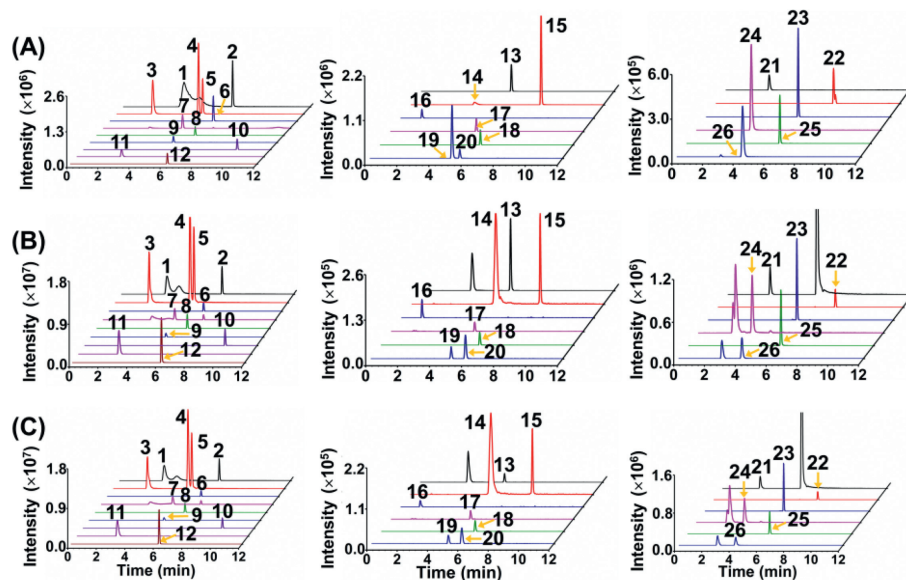 (A)
Intensity (×10⁶)
2.6
1.3
0.0
0 2 4 6 8 10 12
1 2 3 4 5 6 7 8 9 10 11 12
Intensity (×10⁶)
2.2
1.1
0.0
0 2 4 6 8 10 12
13 14 15 16 17 18 19 20
Intensity (×10⁵)
6.0
3.0
0.0
0 2 4 6 8 10 12
21 22 23 24 25 26
(B)
Intensity (×10⁷)
1.8
0.9
0.0
0 2 4 6 8 10 12
1 2 3 4 5 6 7 8 9 10 11 12
Intensity (×10⁵)
2.6
1.3
0.0
0 2 4 6 8 10 12
13 14 15 16 17 18 19 20
Intensity (×10⁶)
1.2
0.6
0.0
0 2 4 6 8 10 12
21 22 23 24 25 26
(C)
Intensity (×10⁷)
1.8
0.9
0.0
0 2 4 6 8 10 12
Time (min)
1 2 3 4 5 6 7 8 9 10 11 12
Intensity (×10⁵)
2.2
1.1
0.0
0 2 4 6 8 10 12
Time (min)
13 14 15 16 17 18 19 20
Intensity (×10⁶)
1.6
0.8
0.0
0 2 4 6 8 10 12
Time (min)
21 22 23 24 25 26